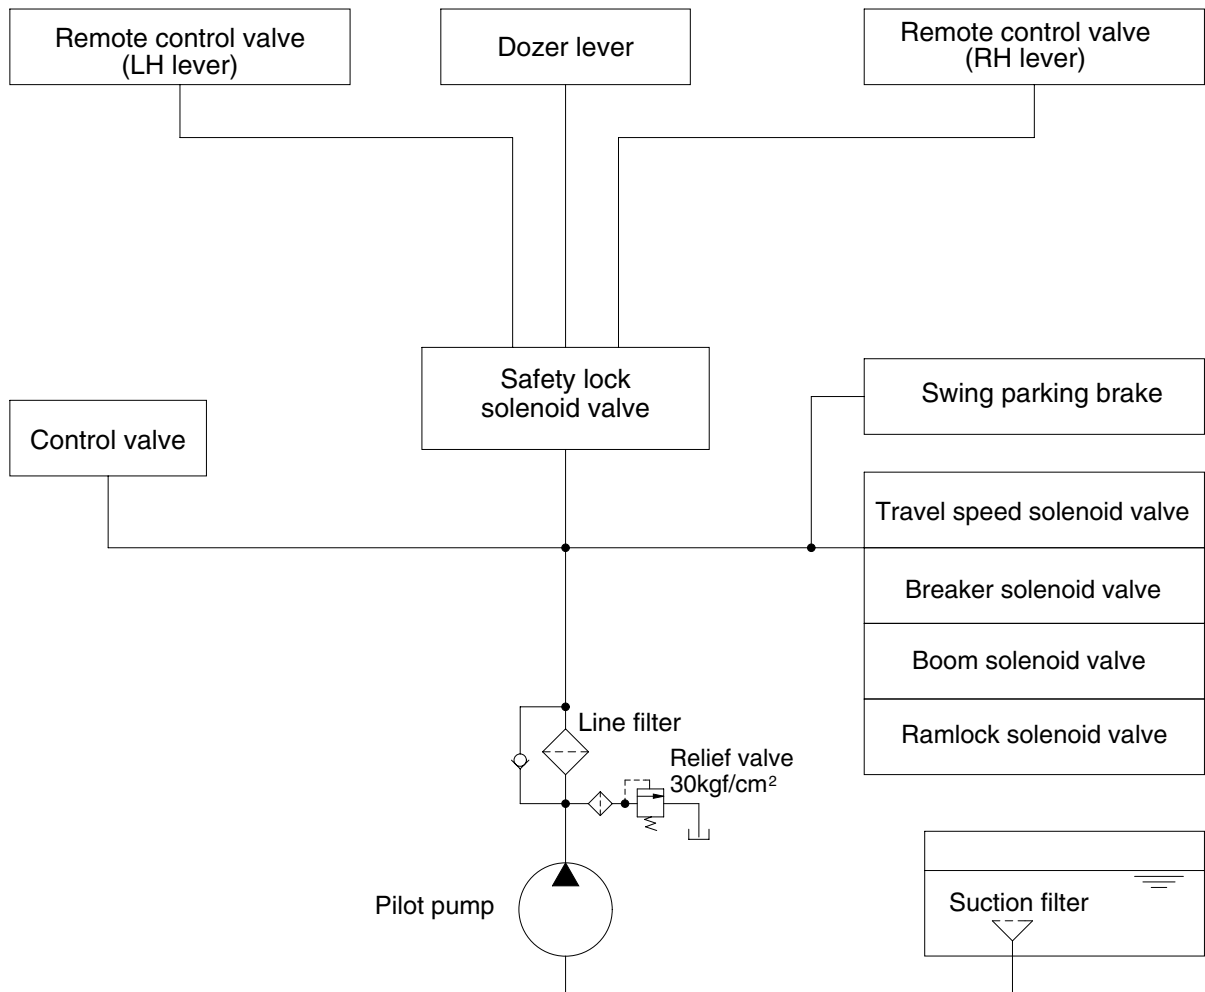 Remote control valve
(LH lever)
Dozer lever
Remote control valve
(RH lever)
Safety lock
solenoid valve
Swing parking brake
Control valve
Travel speed solenoid valve
Breaker solenoid valve
Boom solenoid valve
Ramlock solenoid valve
Line filter
Relief valve
30kgf/cm²
Pilot pump
Suction filter